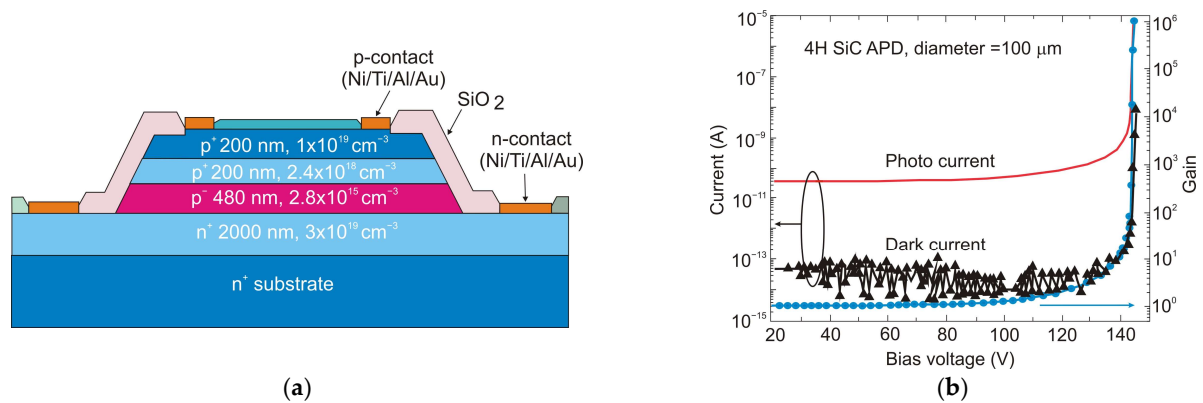 p-contact
(Ni/Ti/Al/Au)
SiO2
n-contact
(Ni/Ti/Al/Au)
p+ 200 nm, 1x10^19 cm^−3
p+ 200 nm, 2.4x10^18 cm^−3
p− 480 nm, 2.8x10^15 cm^−3
n+ 2000 nm, 3x10^19 cm^−3
n+ substrate
(a)
4H SiC APD, diameter =100 μm
Photo current
Dark current
Current (A)
10^-5
10^-7
10^-9
10^-11
10^-13
10^-15
Gain
10^6
10^5
10^4
10^3
10^2
10^1
10^0
20 40 60 80 100 120 140
Bias voltage (V)
(b)